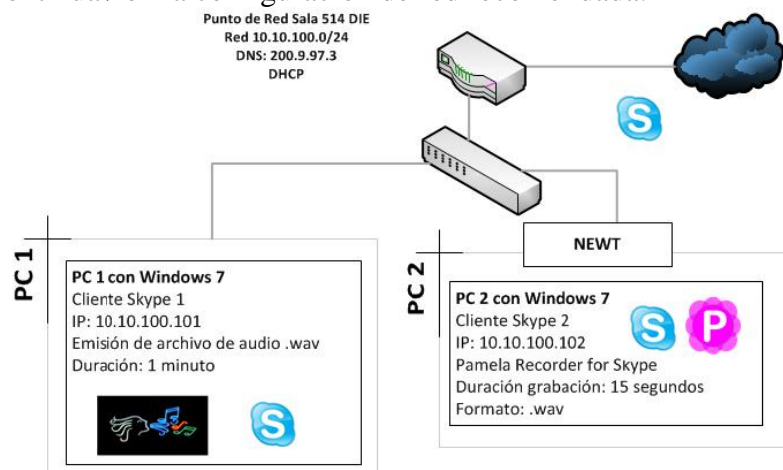 Punto de Red Sala 514 DIE
Red 10.10.100.0/24
DNS: 200.9.97.3
DHCP
S
NEWT
PC 1
PC 1 con Windows 7
Cliente Skype 1
IP: 10.10.100.101
Emisión de archivo de audio .wav
Duración: 1 minuto
S
PC 2
PC 2 con Windows 7
Cliente Skype 2
IP: 10.10.100.102
Pamela Recorder for Skype
Duración grabación: 15 segundos
Formato: .wav
S
P